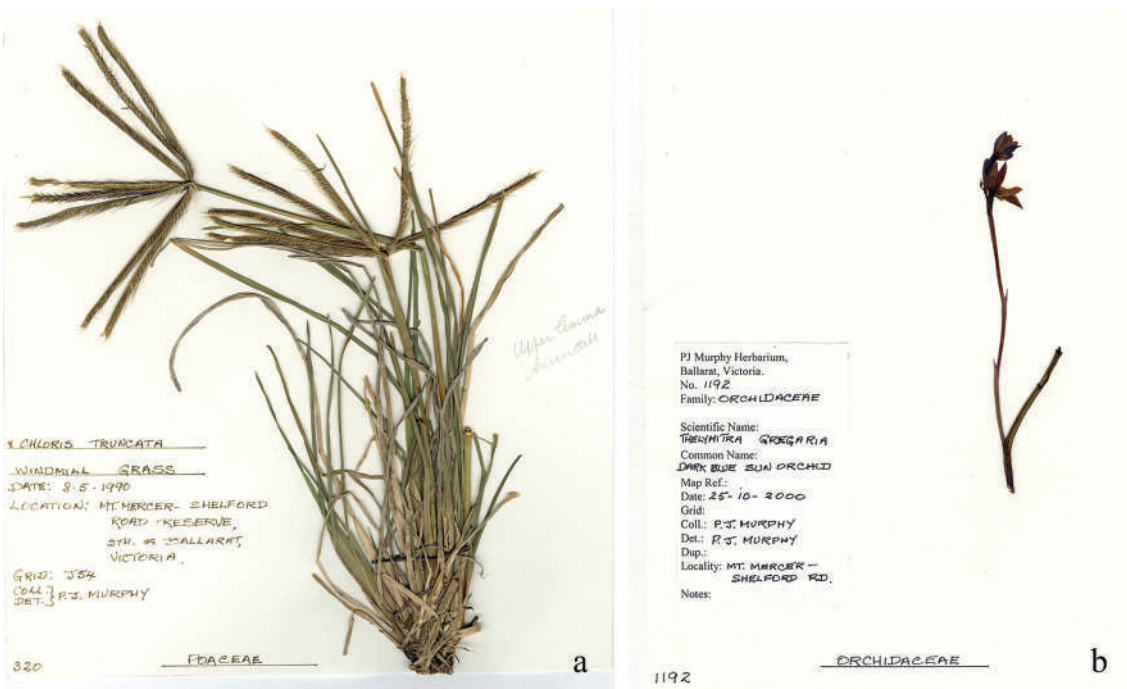 Upper lemma
* CHLORIS TRUNCATA
WINDMILL GRASS
DATE: 8.5.1990
LOCATION: MT. MERCER- SHELFORD
ROAD RESERVE,
STH. OF BALLARAT,
VICTORIA.
GRID: J54
COLL.}
DET.} P.J. MURPHY
320
POACEAE
a
PJ Murphy Herbarium,
Ballarat, Victoria.
No. 1192
Family: ORCHIDACEAE
Scientific Name:
THELYMITRA GREGARIA
Common Name:
DARK BLUE SUN ORCHID
Map Ref.:
Date: 25-10-2000
Grid:
Coll.: P.J. MURPHY
Det.: P.J. MURPHY
Dup.:
Locality: MT. MERCER-
SHELFORD RD.
Notes:
1192
ORCHIDACEAE
b